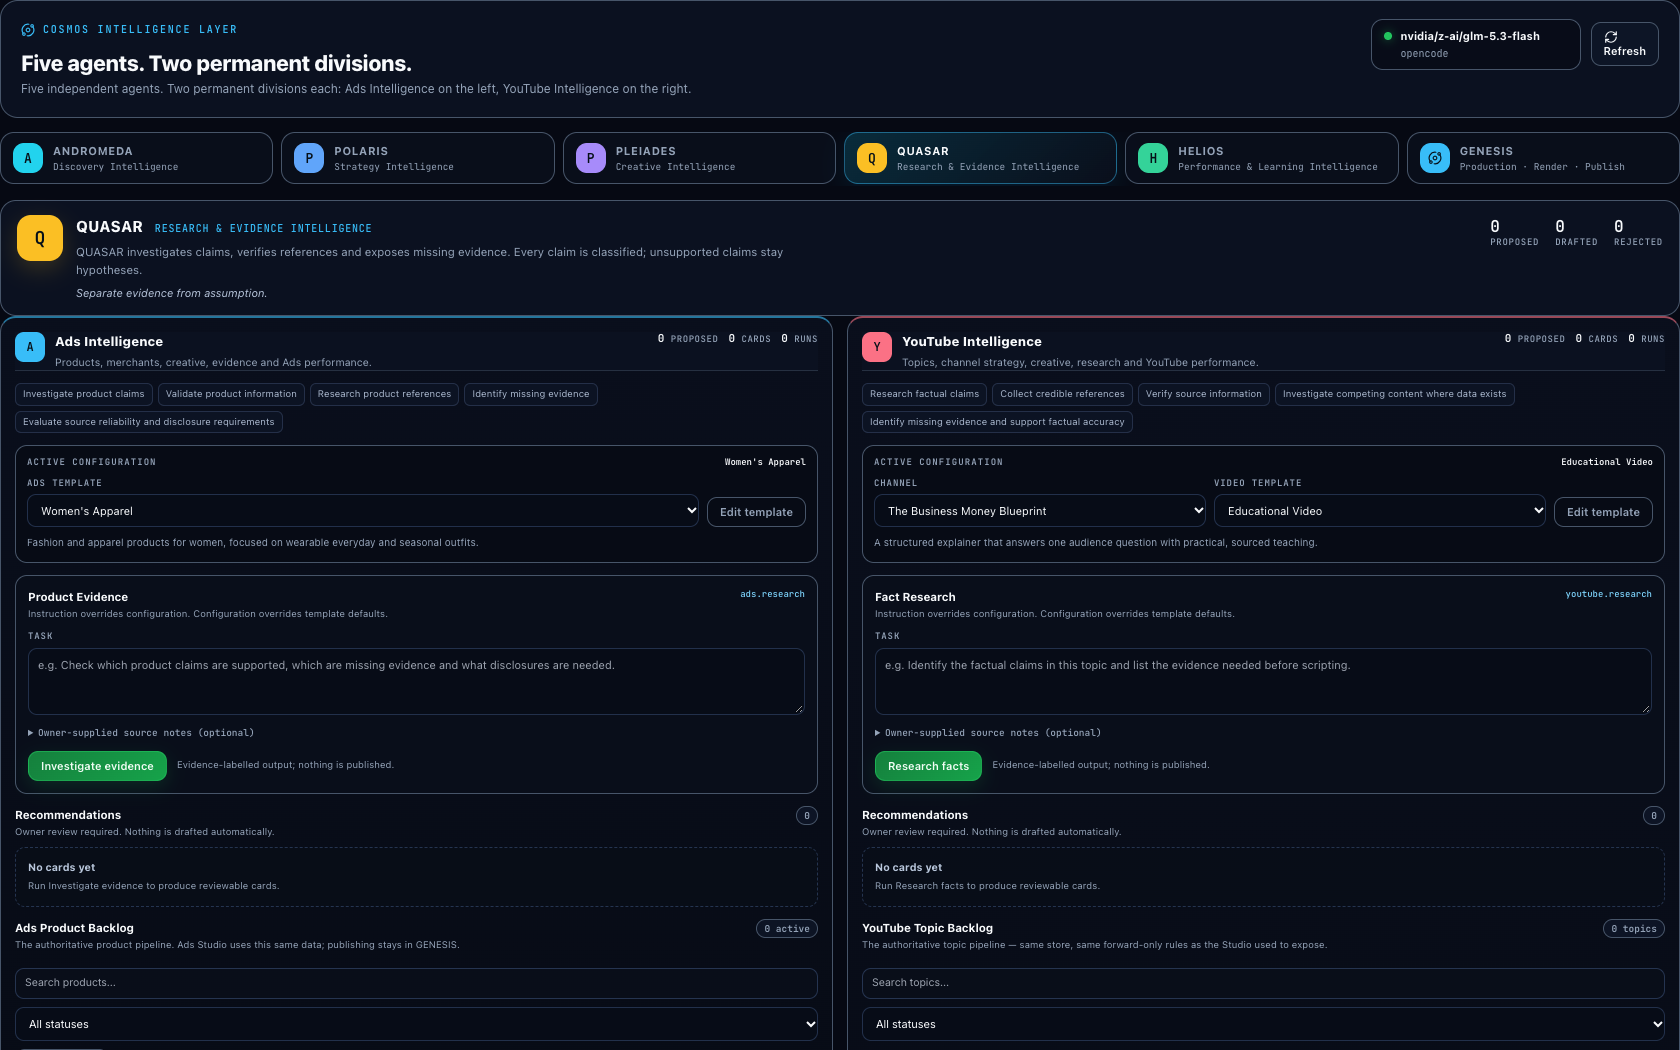 COSMOS INTELLIGENCE LAYER
Five agents. Two permanent divisions.
Five independent agents. Two permanent divisions each: Ads Intelligence on the left, YouTube Intelligence on the right.
nvidia/z-ai/glm-5.3-flash
opencode
Refresh
A
ANDROMEDA
Discovery Intelligence
P
POLARIS
Strategy Intelligence
P
PLEIADES
Creative Intelligence
Q
QUASAR
Research & Evidence Intelligence
H
HELIOS
Performance & Learning Intelligence
GENESIS
Production · Render · Publish
Q
QUASAR RESEARCH & EVIDENCE INTELLIGENCE
QUASAR investigates claims, verifies references and exposes missing evidence. Every claim is classified; unsupported claims stay
hypotheses.
Separate evidence from assumption.
0 PROPOSED
0 DRAFTED
0 REJECTED
A
Ads Intelligence
Products, merchants, creative, evidence and Ads performance.
0 PROPOSED 0 CARDS 0 RUNS
Investigate product claims
Validate product information
Research product references
Identify missing evidence
Evaluate source reliability and disclosure requirements
ACTIVE CONFIGURATION
Women's Apparel
ADS TEMPLATE
Women's Apparel
Edit template
Fashion and apparel products for women, focused on wearable everyday and seasonal outfits.
Product Evidence
ads.research
Instruction overrides configuration. Configuration overrides template defaults.
TASK
e.g. Check which product claims are supported, which are missing evidence and what disclosures are needed.
Owner-supplied source notes (optional)
Investigate evidence
Evidence-labelled output; nothing is published.
Recommendations
0
Owner review required. Nothing is drafted automatically.
No cards yet
Run Investigate evidence to produce reviewable cards.
Ads Product Backlog
0 active
The authoritative product pipeline. Ads Studio uses this same data; publishing stays in GENESIS.
Search products...
All statuses
Y
YouTube Intelligence
Topics, channel strategy, creative, research and YouTube performance.
0 PROPOSED 0 CARDS 0 RUNS
Research factual claims
Collect credible references
Verify source information
Investigate competing content where data exists
Identify missing evidence and support factual accuracy
ACTIVE CONFIGURATION
Educational Video
CHANNEL
The Business Money Blueprint
VIDEO TEMPLATE
Educational Video
Edit template
A structured explainer that answers one audience question with practical, sourced teaching.
Fact Research
youtube.research
Instruction overrides configuration. Configuration overrides template defaults.
TASK
e.g. Identify the factual claims in this topic and list the evidence needed before scripting.
Owner-supplied source notes (optional)
Research facts
Evidence-labelled output; nothing is published.
Recommendations
0
Owner review required. Nothing is drafted automatically.
No cards yet
Run Research facts to produce reviewable cards.
YouTube Topic Backlog
0 topics
The authoritative topic pipeline — same store, same forward-only rules as the Studio used to expose.
Search topics...
All statuses